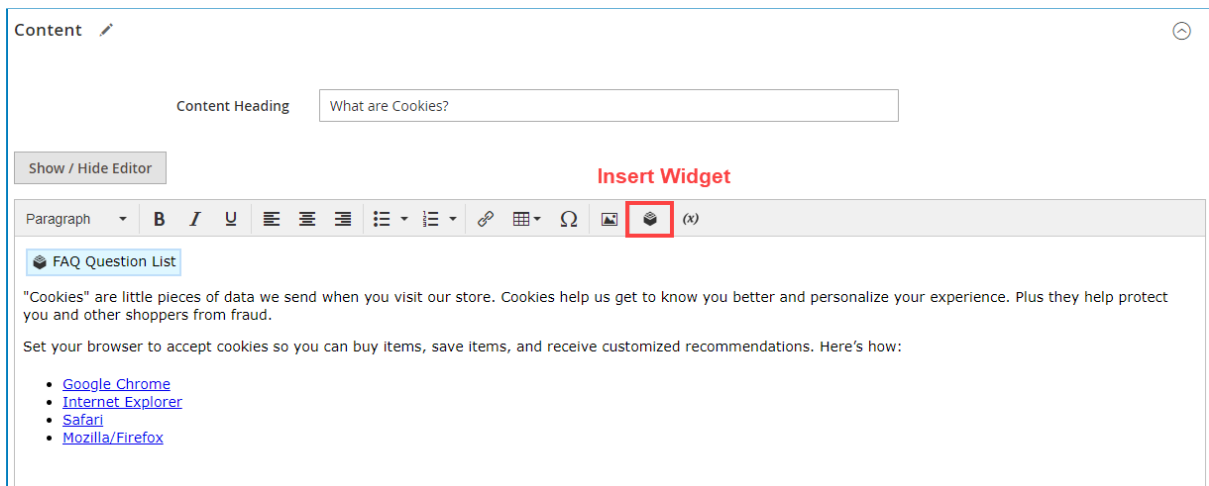 Content
Content Heading What are Cookies?
Show / Hide Editor
Insert Widget
Paragraph B I U Ω (x)
FAQ Question List
"Cookies" are little pieces of data we send when you visit our store. Cookies help us get to know you better and personalize your experience. Plus they help protect
you and other shoppers from fraud.
Set your browser to accept cookies so you can buy items, save items, and receive customized recommendations. Here’s how:
• Google Chrome
• Internet Explorer
• Safari
• Mozilla/Firefox